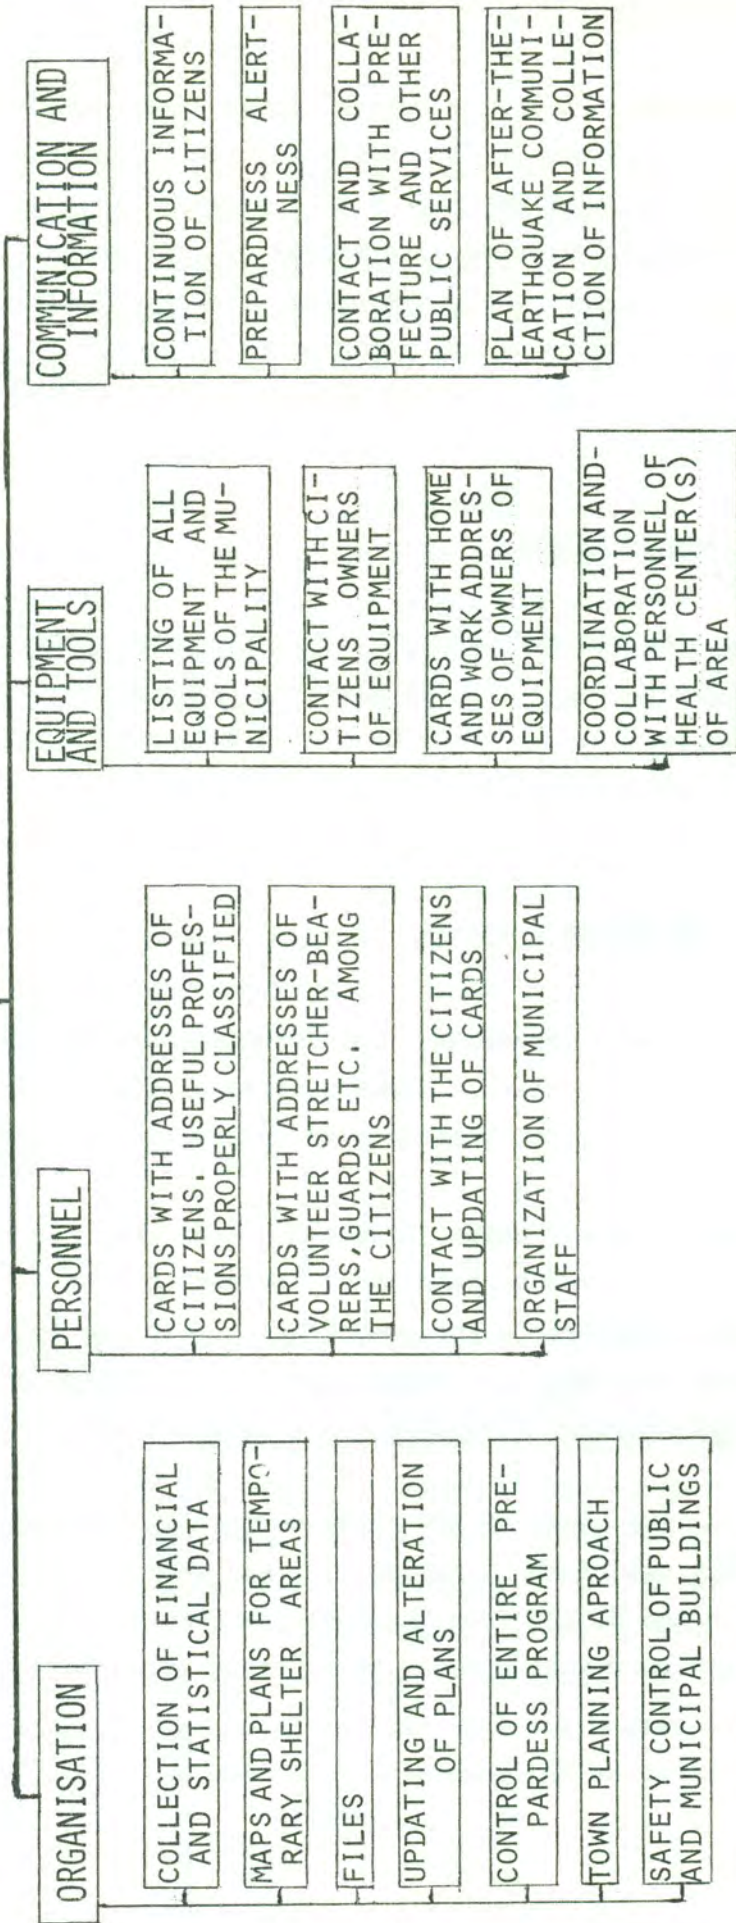 ORGANISATION
COLLECTION OF FINANCIAL
AND STATISTICAL DATA
MAPS AND PLANS FOR TEMPO-
RARY SHELTER AREAS
FILES
UPDATING AND ALTERATION
OF PLANS
CONTROL OF ENTIRE PRE-
PARDESS PROGRAM
TOWN PLANNING APROACH
SAFETY CONTROL OF PUBLIC
AND MUNICIPAL BUILDINGS
PERSONNEL
CARDS WITH ADDRESSES OF
CITIZENS. USEFUL PROFES-
SIONS PROPERLY CLASSIFIED
CARDS WITH ADDRESSES OF
VOLUNTEER STRETCHER-BEA-
RERS,GUARDS ETC. AMONG
THE CITIZENS
CONTACT WITH THE CITIZENS
AND UPDATING OF CARDS
ORGANIZATION OF MUNICIPAL
STAFF
EQUIPMENT
AND TOOLS
LISTING OF ALL
EQUIPMENT AND
TOOLS OF THE MU-
NICIPALITY
CONTACT WITH CI-
TIZENS OWNERS
OF EQUIPMENT
CARDS WITH HOME
AND WORK ADDRES-
SES OF OWNERS OF
EQUIPMENT
COORDINATION AND-
COLLABORATION
WITH PERSONNEL OF
HEALTH CENTER(S)
OF AREA
COMMUNICATION AND
INFORMATION
CONTINUOUS INFORMA-
TION OF CITIZENS
PREPARDNESS ALERT-
NESS
CONTACT AND COLLA-
BORATION WITH PRE-
FECTURE AND OTHER
PUBLIC SERVICES
PLAN OF AFTER-THE-
EARTHQUAKE COMMUNI-
CATION AND COLLE-
CTION OF INFORMATION